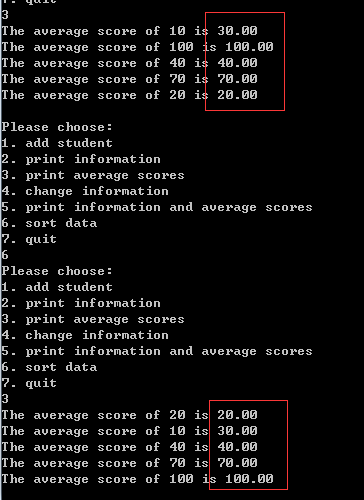 7. quit
3
The average score of 10 is 30.00
The average score of 100 is 100.00
The average score of 40 is 40.00
The average score of 70 is 70.00
The average score of 20 is 20.00
Please choose:
1. add student
2. print information
3. print average scores
4. change information
5. print information and average scores
6. sort data
7. quit
6
Please choose:
1. add student
2. print information
3. print average scores
4. change information
5. print information and average scores
6. sort data
7. quit
3
The average score of 20 is 20.00
The average score of 10 is 30.00
The average score of 40 is 40.00
The average score of 70 is 70.00
The average score of 100 is 100.00